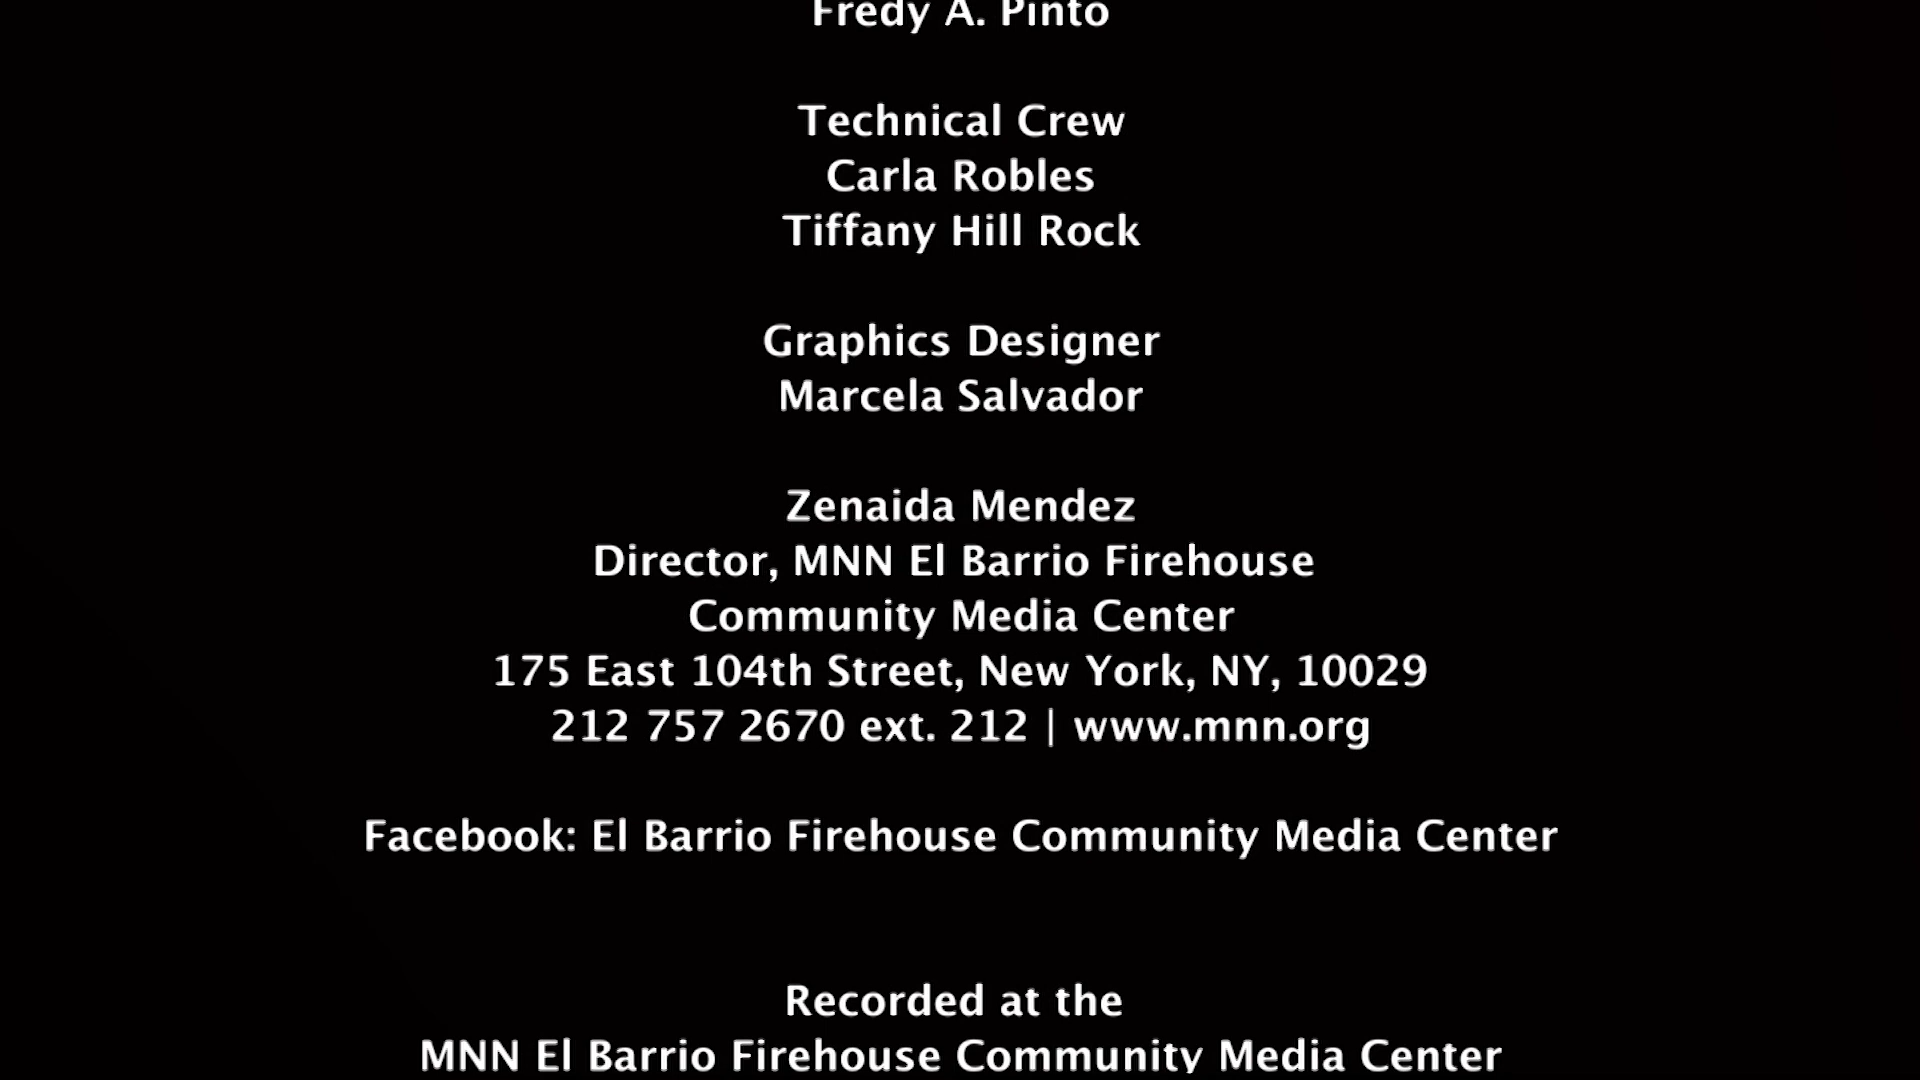 Fredy A. Pinto
Technical Crew
Carla Robles
Tiffany Hill Rock
Graphics Designer
Marcela Salvador
Zenaida Mendez
Director, MNN El Barrio Firehouse
Community Media Center
175 East 104th Street, New York, NY, 10029
212 757 2670 ext. 212 | www.mnn.org
Facebook: El Barrio Firehouse Community Media Center
Recorded at the
MNN El Barrio Firehouse Community Media Center